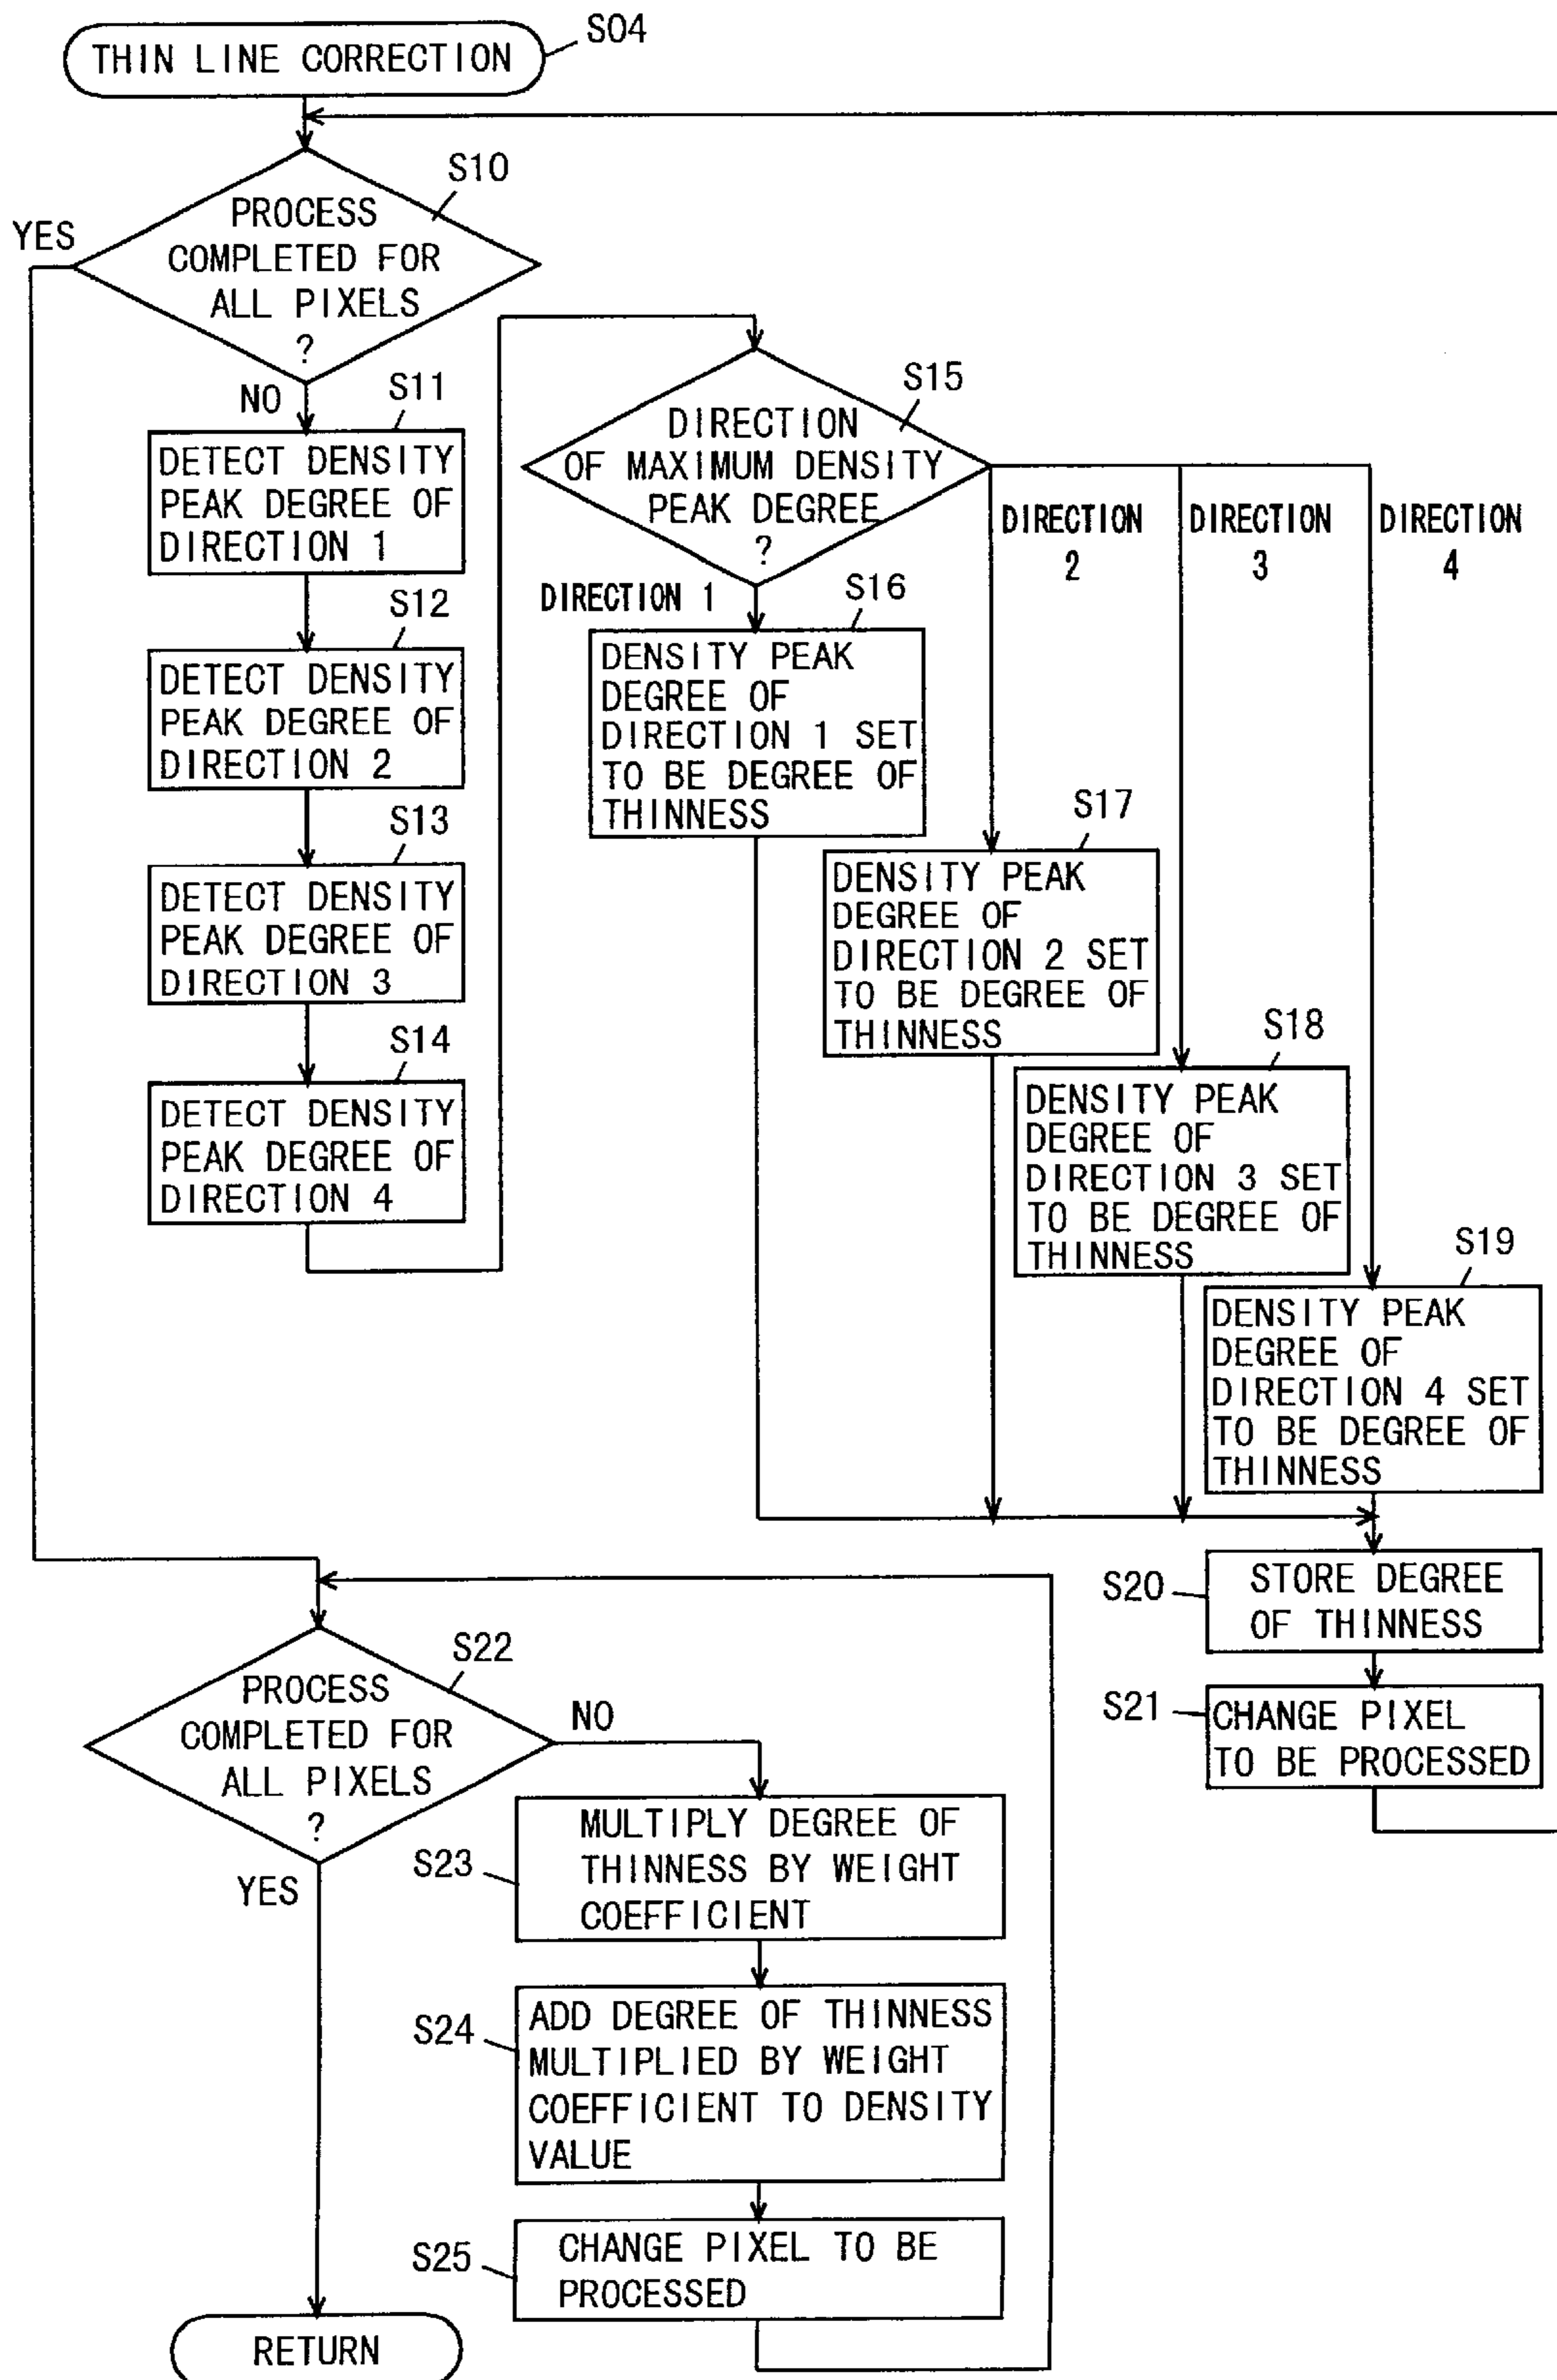 THIN LINE CORRECTION
S04
S10
PROCESS
COMPLETED FOR
ALL PIXELS
?
YES
NO
S11
DETECT DENSITY
PEAK DEGREE OF
DIRECTION 1
S12
DETECT DENSITY
PEAK DEGREE OF
DIRECTION 2
S13
DETECT DENSITY
PEAK DEGREE OF
DIRECTION 3
S14
DETECT DENSITY
PEAK DEGREE OF
DIRECTION 4
S15
DIRECTION
OF MAXIMUM DENSITY
PEAK DEGREE
?
DIRECTION 1
DIRECTION
2
DIRECTION
3
DIRECTION
4
S16
DENSITY PEAK
DEGREE OF
DIRECTION 1 SET
TO BE DEGREE OF
THINNESS
S17
DENSITY PEAK
DEGREE OF
DIRECTION 2 SET
TO BE DEGREE OF
THINNESS
S18
DENSITY PEAK
DEGREE OF
DIRECTION 3 SET
TO BE DEGREE OF
THINNESS
S19
DENSITY PEAK
DEGREE OF
DIRECTION 4 SET
TO BE DEGREE OF
THINNESS
S20
STORE DEGREE
OF THINNESS
S21
CHANGE PIXEL
TO BE PROCESSED
S22
PROCESS
COMPLETED FOR
ALL PIXELS
?
NO
YES
S23
MULTIPLY DEGREE OF
THINNESS BY WEIGHT
COEFFICIENT
S24
ADD DEGREE OF THINNESS
MULTIPLIED BY WEIGHT
COEFFICIENT TO DENSITY
VALUE
S25
CHANGE PIXEL TO BE
PROCESSED
RETURN